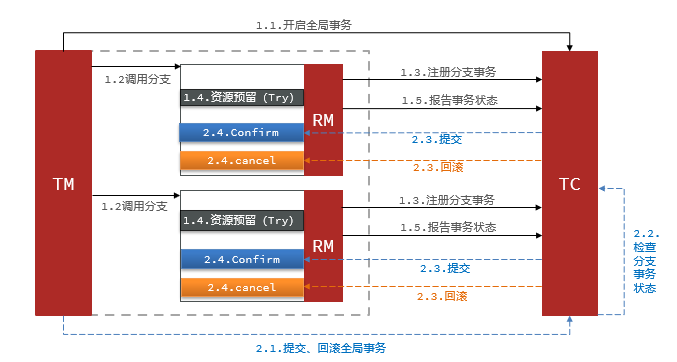 1.1.开启全局事务
1.2调用分支
1.3.注册分支事务
1.4.资源预留（Try）
1.5.报告事务状态
RM
2.4.Confirm
2.3.提交
2.4.cancel
2.3.回滚
TM
TC
1.2调用分支
1.3.注册分支事务
1.4.资源预留（Try）
1.5.报告事务状态
RM
2.4.Confirm
2.3.提交
2.4.cancel
2.3.回滚
2.2.
检查
分支
事务
状态
2.1.提交、回滚全局事务